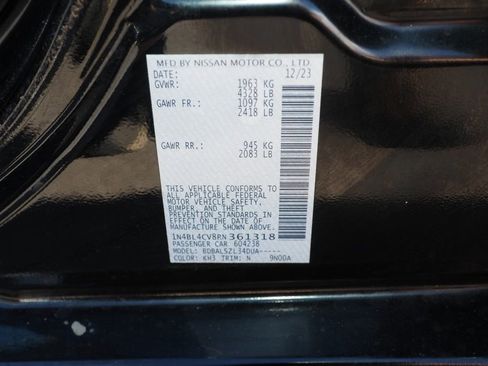 MFD BY NISSAN MOTOR CO., LTD.
DATE: 12/23
GVWR: 1963 KG
4328 LB
GAWR FR.: 1097 KG
2418 LB
GAWR RR.: 945 KG
2083 LB
THIS VEHICLE CONFORMS TO
ALL APPLICABLE FEDERAL
MOTOR VEHICLE SAFETY,
BUMPER, AND THEFT
PREVENTION STANDARDS IN
EFFECT ON THE DATE OF
MANUFACTURE SHOWN ABOVE.
1N4BL4CV8RN361318
PASSENGER CAR 604238
MODEL: BDBALSZL34DUA-----
COLOR: KH3 TRIM: N 9NODA